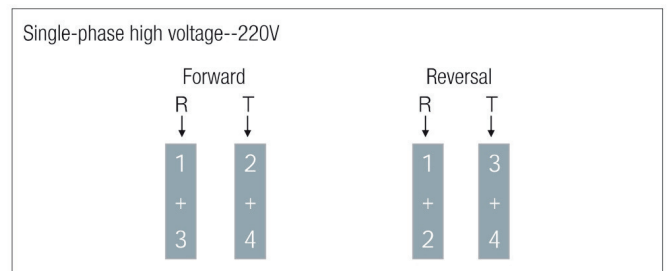 Single-phase high voltage--220V
Forward Reversal
R T R T
1 2 1 3
+ + + +
3 4 2 4